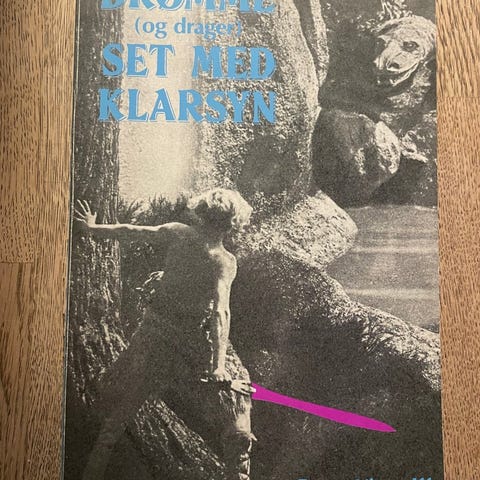 DRØMME
(og drager)
SET MED
KLARSYN